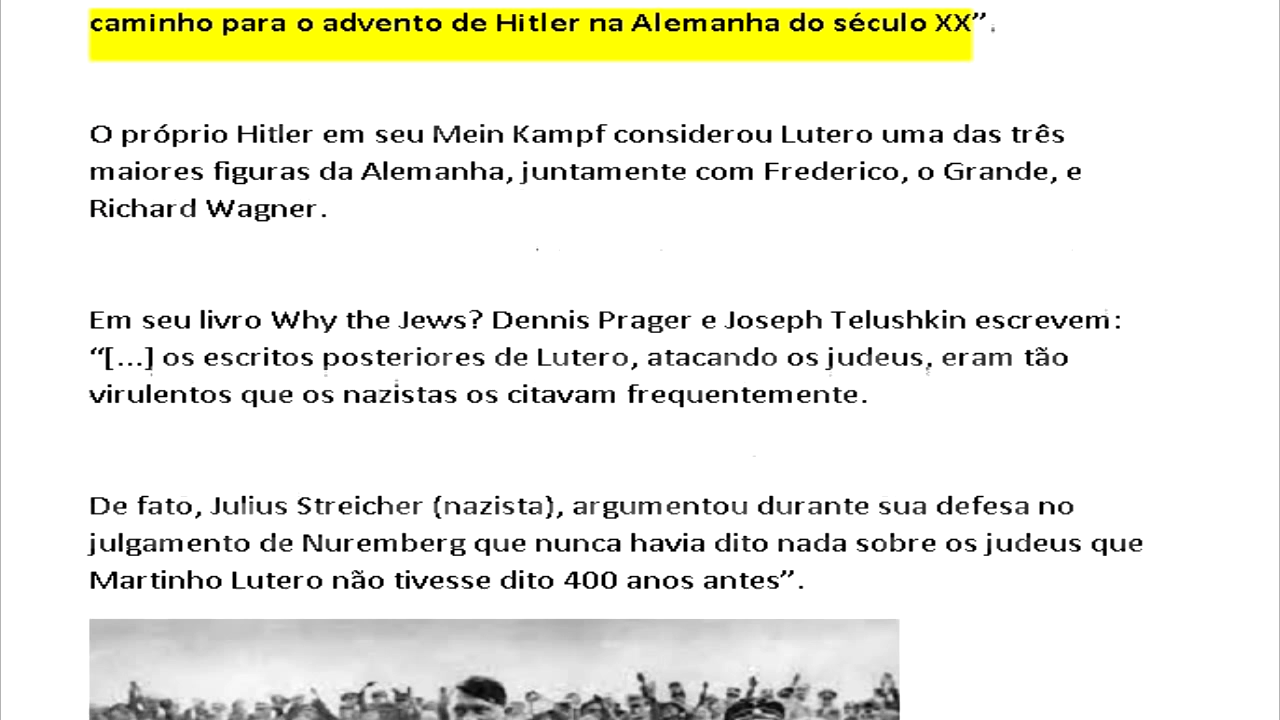 caminho para o advento de Hitler na Alemanha do século XX”.
O próprio Hitler em seu Mein Kampf considerou Lutero uma das três
maiores figuras da Alemanha, juntamente com Frederico, o Grande, e
Richard Wagner.
Em seu livro Why the Jews? Dennis Prager e Joseph Telushkin escrevem:
“[...] os escritos posteriores de Lutero, atacando os judeus, eram tão
virulentos que os nazistas os citavam frequentemente.
De fato, Julius Streicher (nazista), argumentou durante sua defesa no
julgamento de Nuremberg que nunca havia dito nada sobre os judeus que
Martinho Lutero não tivesse dito 400 anos antes”.